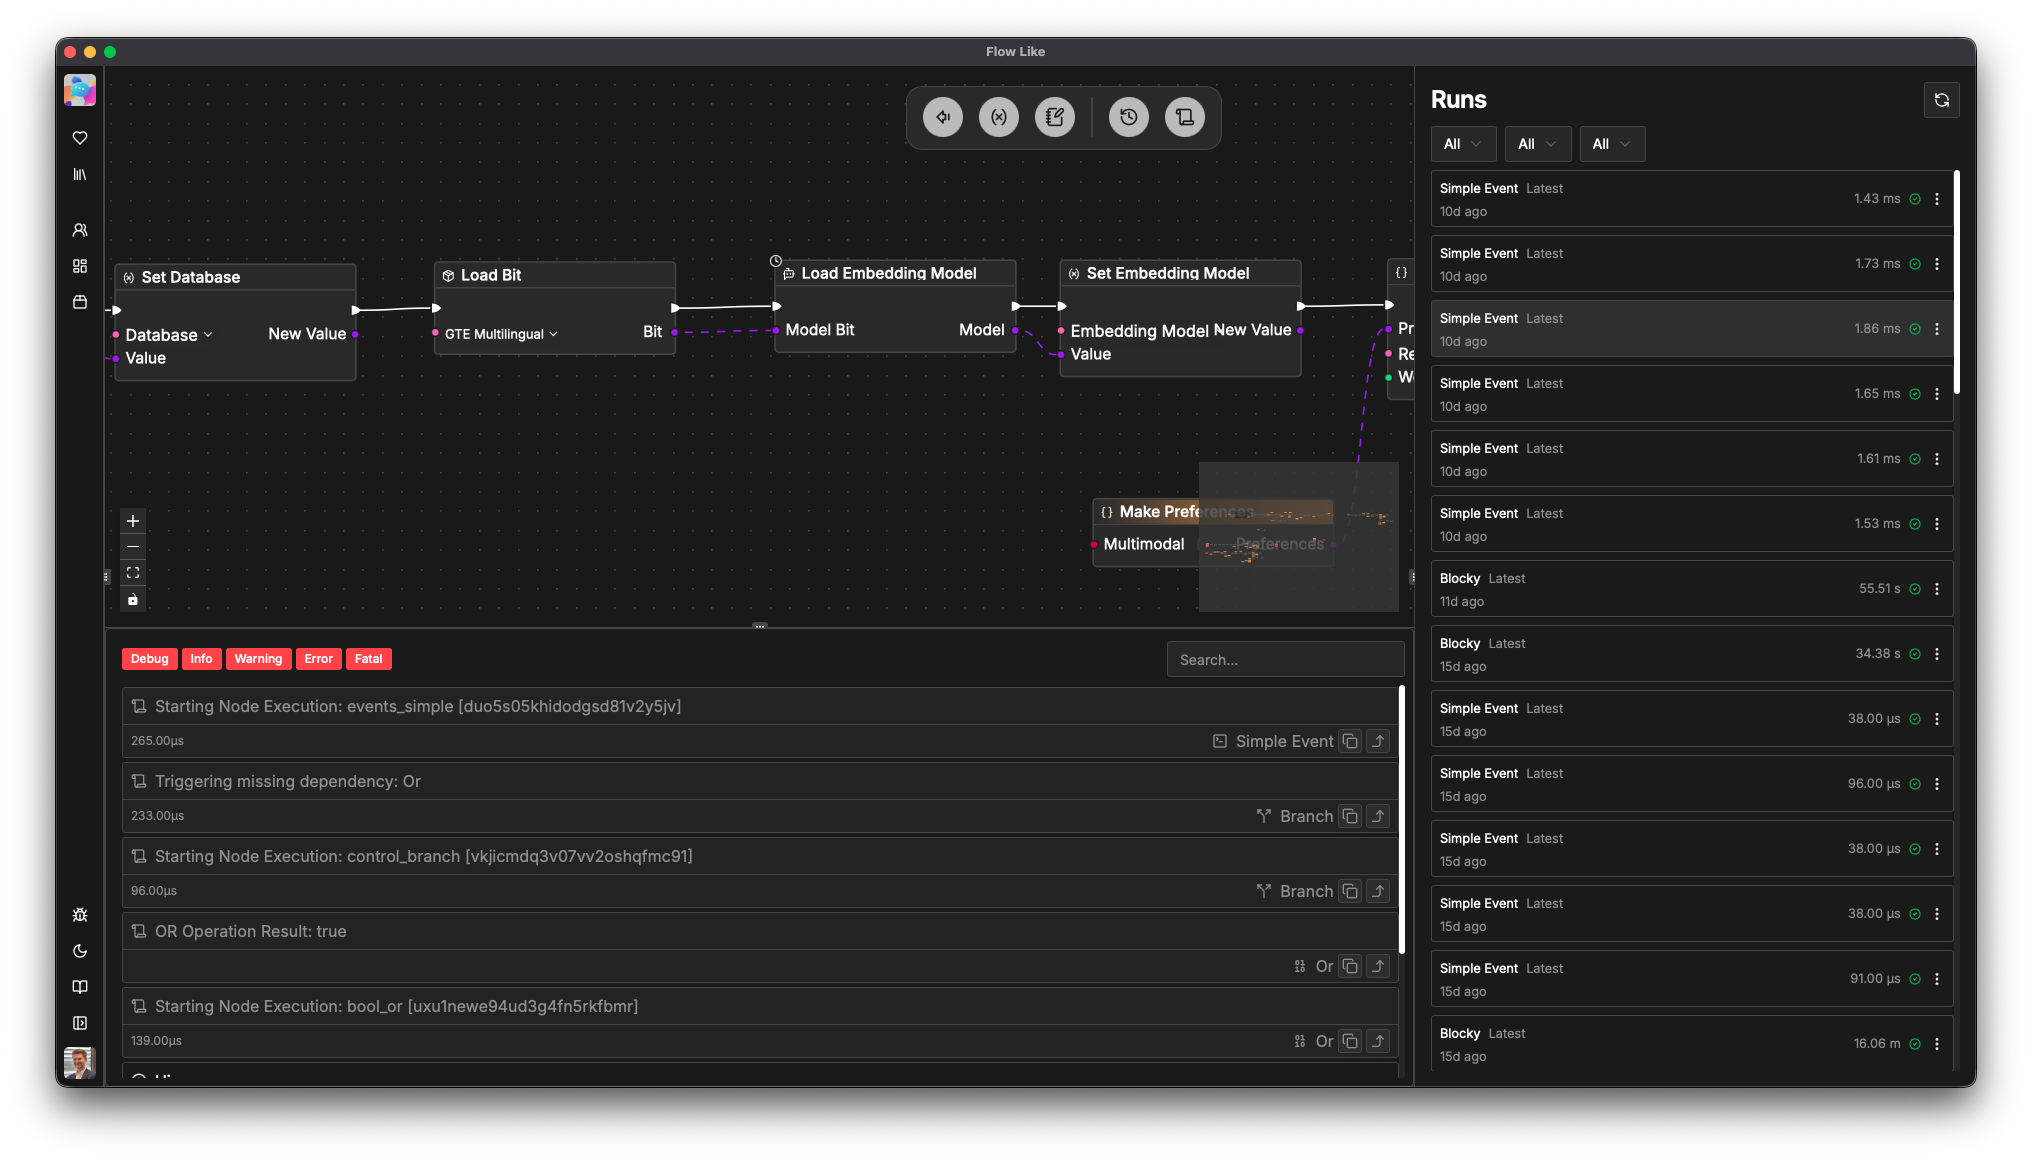 Flow Like
Set Database
Database
New Value
Value
Load Bit
GTE Multilingual
Bit
Load Embedding Model
Model Bit
Model
Set Embedding Model
Embedding Model
New Value
Value
{}
Pr
Re
{} Make Preferences
Multimodal
Preferences
Debug
Info
Warning
Error
Fatal
Search...
Starting Node Execution: events_simple [duo5s05khidodgsd81v2y5jv]
265.00µs
Simple Event
Triggering missing dependency: Or
233.00µs
Branch
Starting Node Execution: control_branch [vkjicmdq3v07vv2oshqfmc91]
96.00µs
Branch
OR Operation Result: true
Or
Starting Node Execution: bool_or [uxu1newe94ud3g4fn5rkfbmr]
139.00µs
Or
Runs
All
All
All
Simple Event Latest
1.43 ms
10d ago
Simple Event Latest
1.73 ms
10d ago
Simple Event Latest
1.86 ms
10d ago
Simple Event Latest
1.65 ms
10d ago
Simple Event Latest
1.61 ms
10d ago
Simple Event Latest
1.53 ms
10d ago
Blocky Latest
55.51 s
11d ago
Blocky Latest
34.38 s
15d ago
Simple Event Latest
38.00 µs
15d ago
Simple Event Latest
96.00 µs
15d ago
Simple Event Latest
38.00 µs
15d ago
Simple Event Latest
38.00 µs
15d ago
Simple Event Latest
91.00 µs
15d ago
Blocky Latest
16.06 m
15d ago